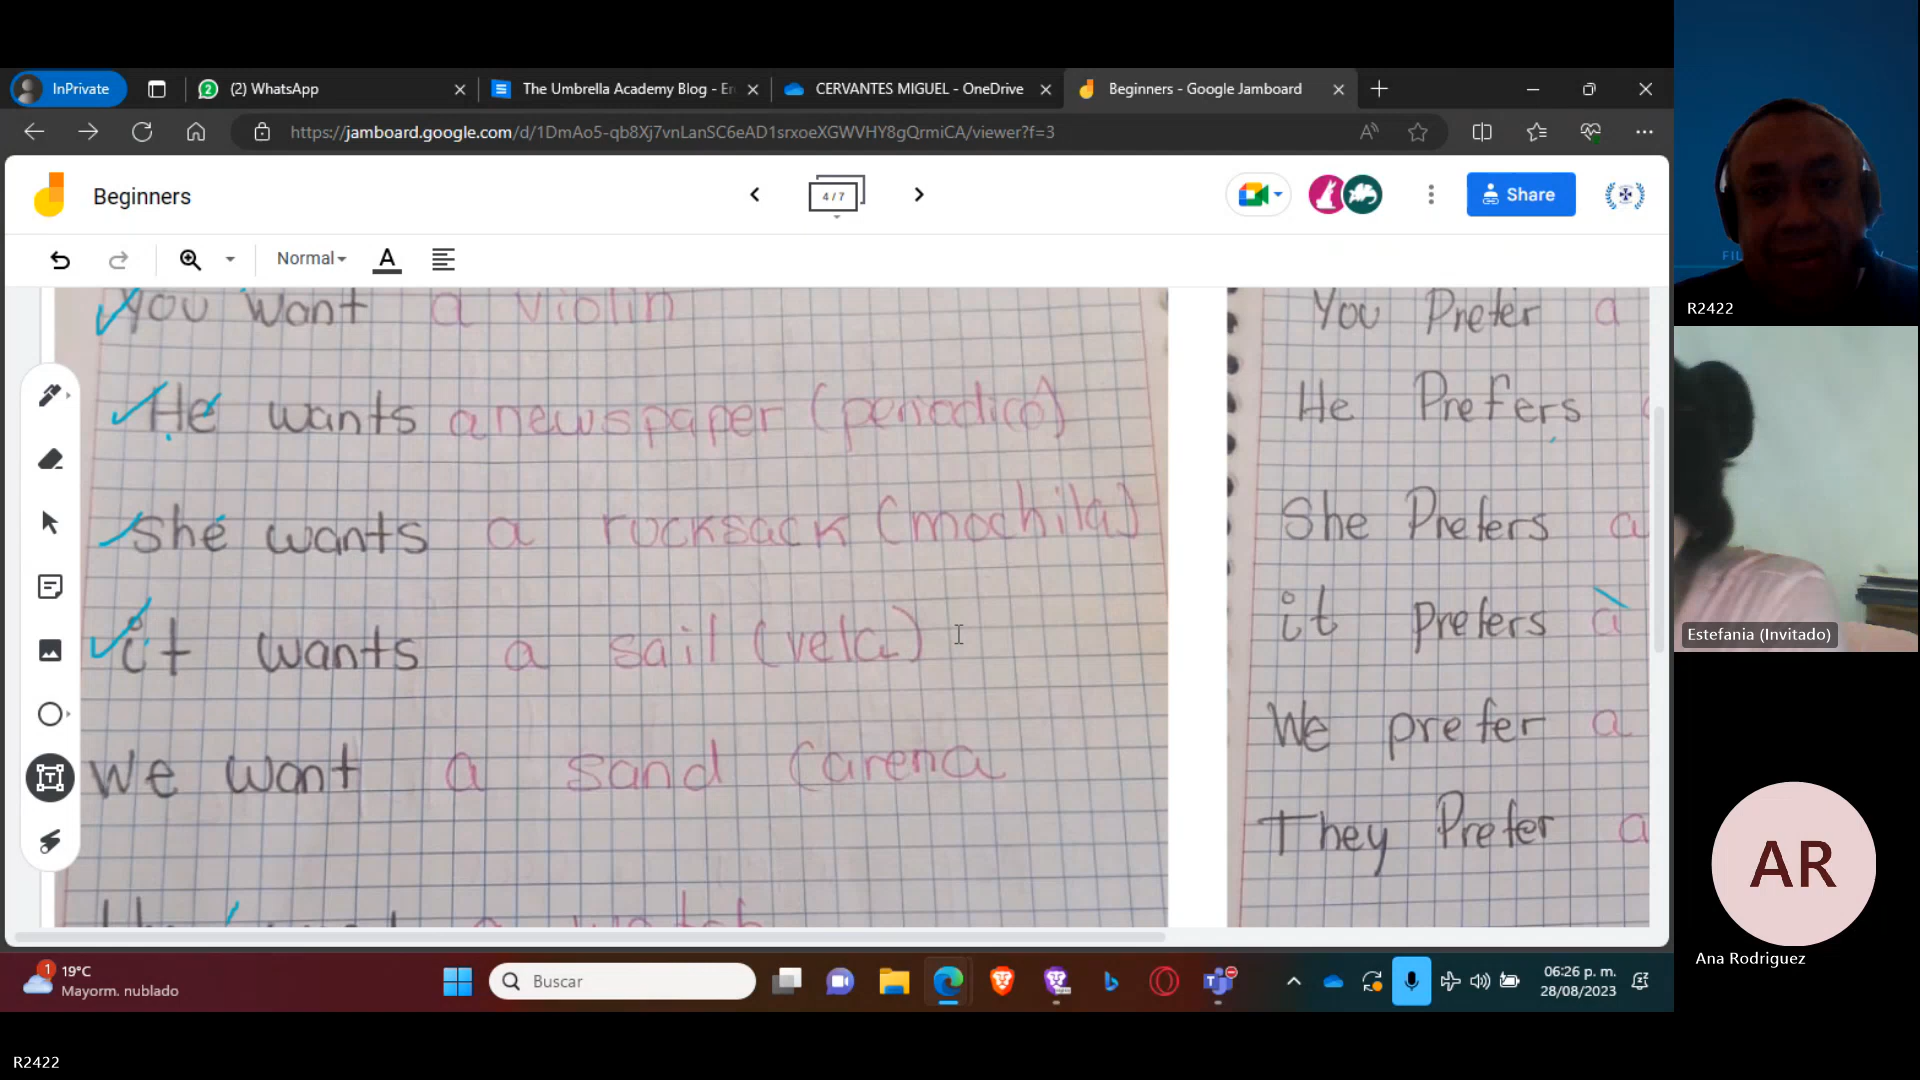 InPrivate
(2) WhatsApp
The Umbrella Academy Blog - En
CERVANTES MIGUEL - OneDrive
Beginners - Google Jamboard
https://jamboard.google.com/d/1DmAo5-qb8Xj7vnLanSC6eAD1srxoeXGWVHY8gQrmiCA/viewer?f=3
Beginners
4 / 7
Share
Normal
You want a violin
He wants a newspaper (periodico)
She wants a rocksack (mochila)
it wants a sail (vela)
We want a sand (arena
You Prefer a
He Prefers
She Prefers a
it prefers a
We prefer a
They Prefer a
R2422
Estefania (Invitado)
AR
Ana Rodriguez
1
19°C
Mayorm. nublado
Buscar
06:26 p. m.
28/08/2023
R2422